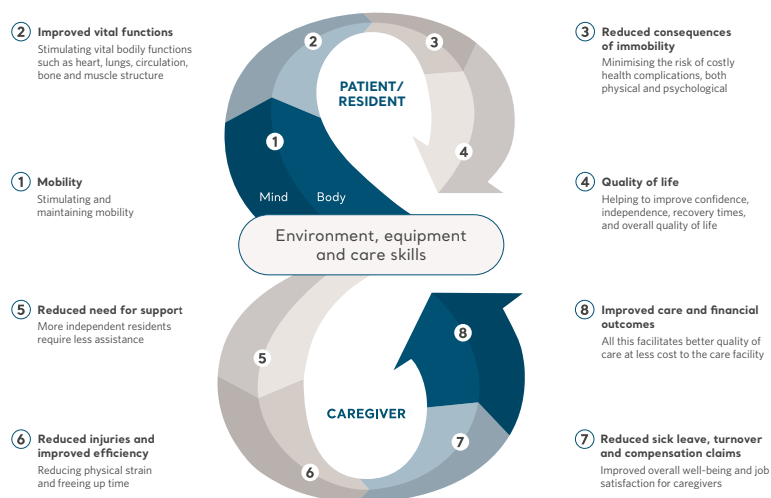 2 Improved vital functions
Stimulating vital bodily functions
such as heart, lungs, circulation,
bone and muscle structure
1 Mobility
Stimulating and
maintaining mobility
2
3
PATIENT/
RESIDENT
1
4
Mind Body
3 Reduced consequences
of immobility
Minimising the risk of costly
health complications, both
physical and psychological
4 Quality of life
Helping to improve confidence,
independence, recovery times,
and overall quality of life
Environment, equipment
and care skills
5 Reduced need for support
More independent residents
require less assistance
6 Reduced injuries and
improved efficiency
Reducing physical strain
and freeing up time
8
5
CAREGIVER
7
6
8 Improved care and financial
outcomes
All this facilitates better quality of
care at less cost to the care facility
7 Reduced sick leave, turnover
and compensation claims
Improved overall well-being and job
satisfaction for caregivers